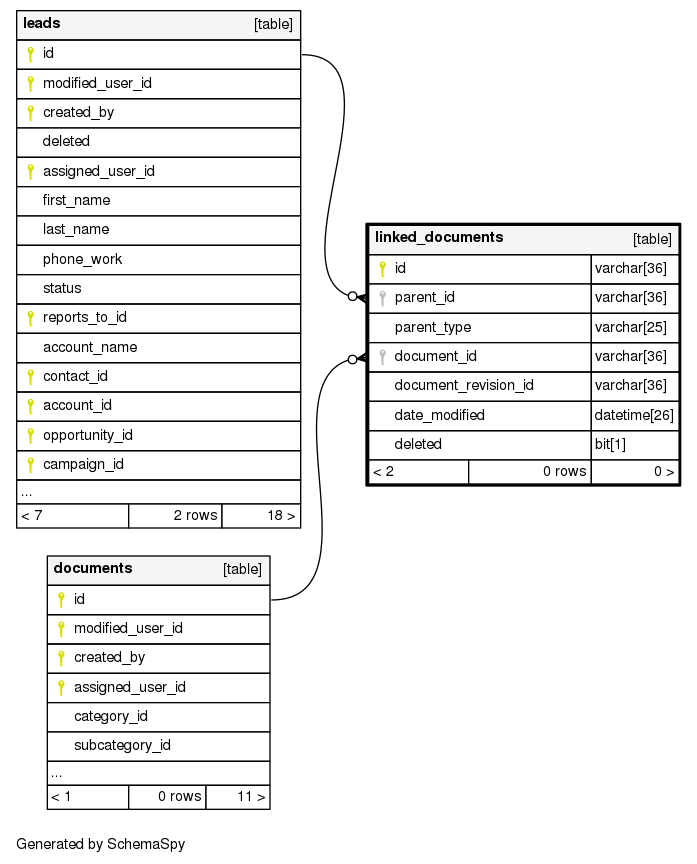 leads [table]
id
modified_user_id
created_by
deleted
assigned_user_id
first_name
last_name
phone_work
status
reports_to_id
account_name
contact_id
account_id
opportunity_id
campaign_id
...
< 7 2 rows 18 >
linked_documents [table]
id varchar[36]
parent_id varchar[36]
parent_type varchar[25]
document_id varchar[36]
document_revision_id varchar[36]
date_modified datetime[26]
deleted bit[1]
< 2 0 rows 0 >
documents [table]
id
modified_user_id
created_by
assigned_user_id
category_id
subcategory_id
...
< 1 0 rows 11 >
Generated by SchemaSpy